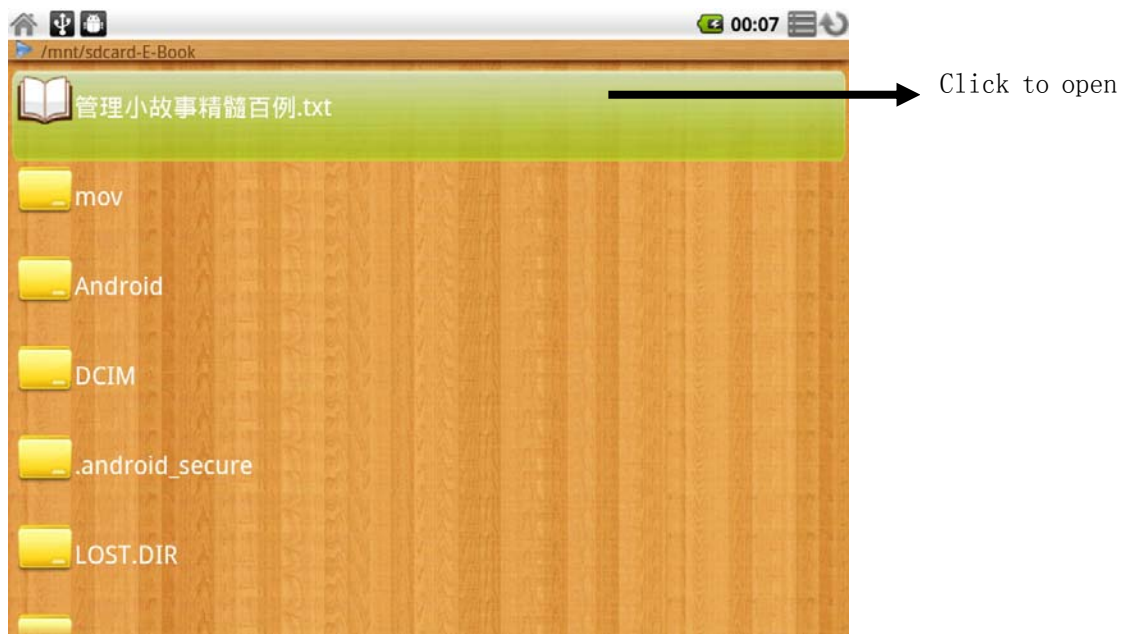 00:07
/mnt/sdcard-E-Book
管理小故事精髓百例.txt
Click to open
mov
Android
DCIM
.android_secure
LOST.DIR